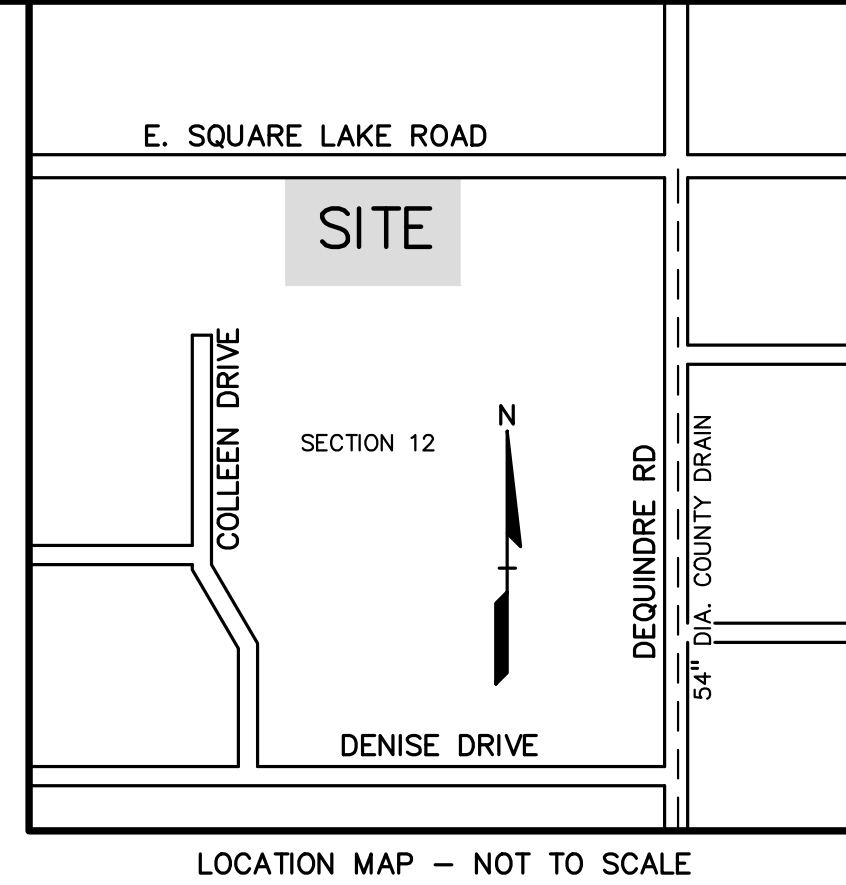 E. SQUARE LAKE ROAD
SITE
COLLEEN DRIVE
SECTION 12
N
DEQUINDRE RD
54" DIA. COUNTY DRAIN
DENISE DRIVE
LOCATION MAP – NOT TO SCALE